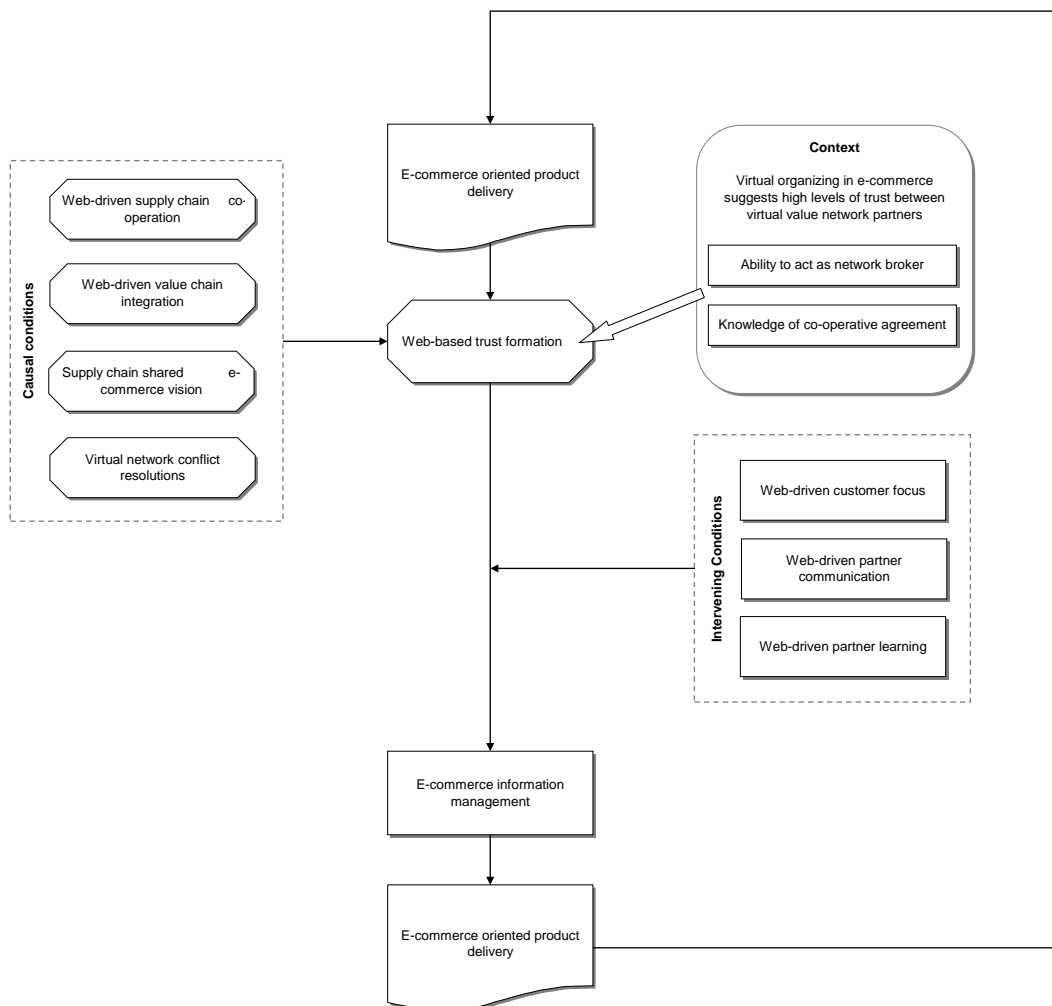 E-commerce oriented product
delivery
Context
Virtual organizing in e-commerce
suggests high levels of trust between
virtual value network partners
Ability to act as network broker
Knowledge of co-operative agreement
Causal conditions
Web-driven supply chain co-
operation
Web-driven value chain
integration
Supply chain shared e-
commerce vision
Virtual network conflict
resolutions
Web-based trust formation
Intervening Conditions
Web-driven customer focus
Web-driven partner
communication
Web-driven partner learning
E-commerce information
management
E-commerce oriented product
delivery